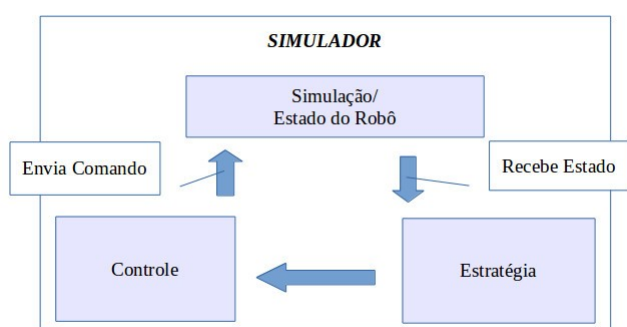 SIMULADOR
Simulação/
Estado do Robô
Envia Comando
Recebe Estado
Controle
Estratégia